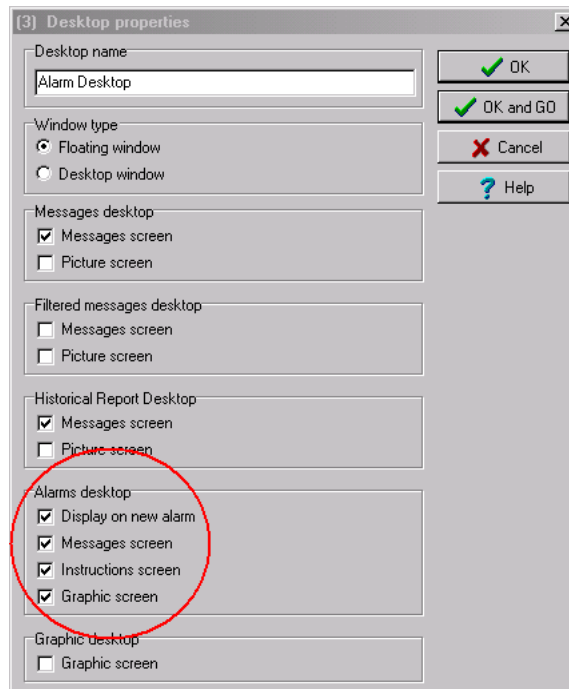 (3) Desktop properties
Desktop name
Alarm Desktop
OK
OK and GO
Cancel
Help
Window type
Floating window
Desktop window
Messages desktop
Messages screen
Picture screen
Filtered messages desktop
Messages screen
Picture screen
Historical Report Desktop
Messages screen
Picture screen
Alarms desktop
Display on new alarm
Messages screen
Instructions screen
Graphic screen
Graphic desktop
Graphic screen